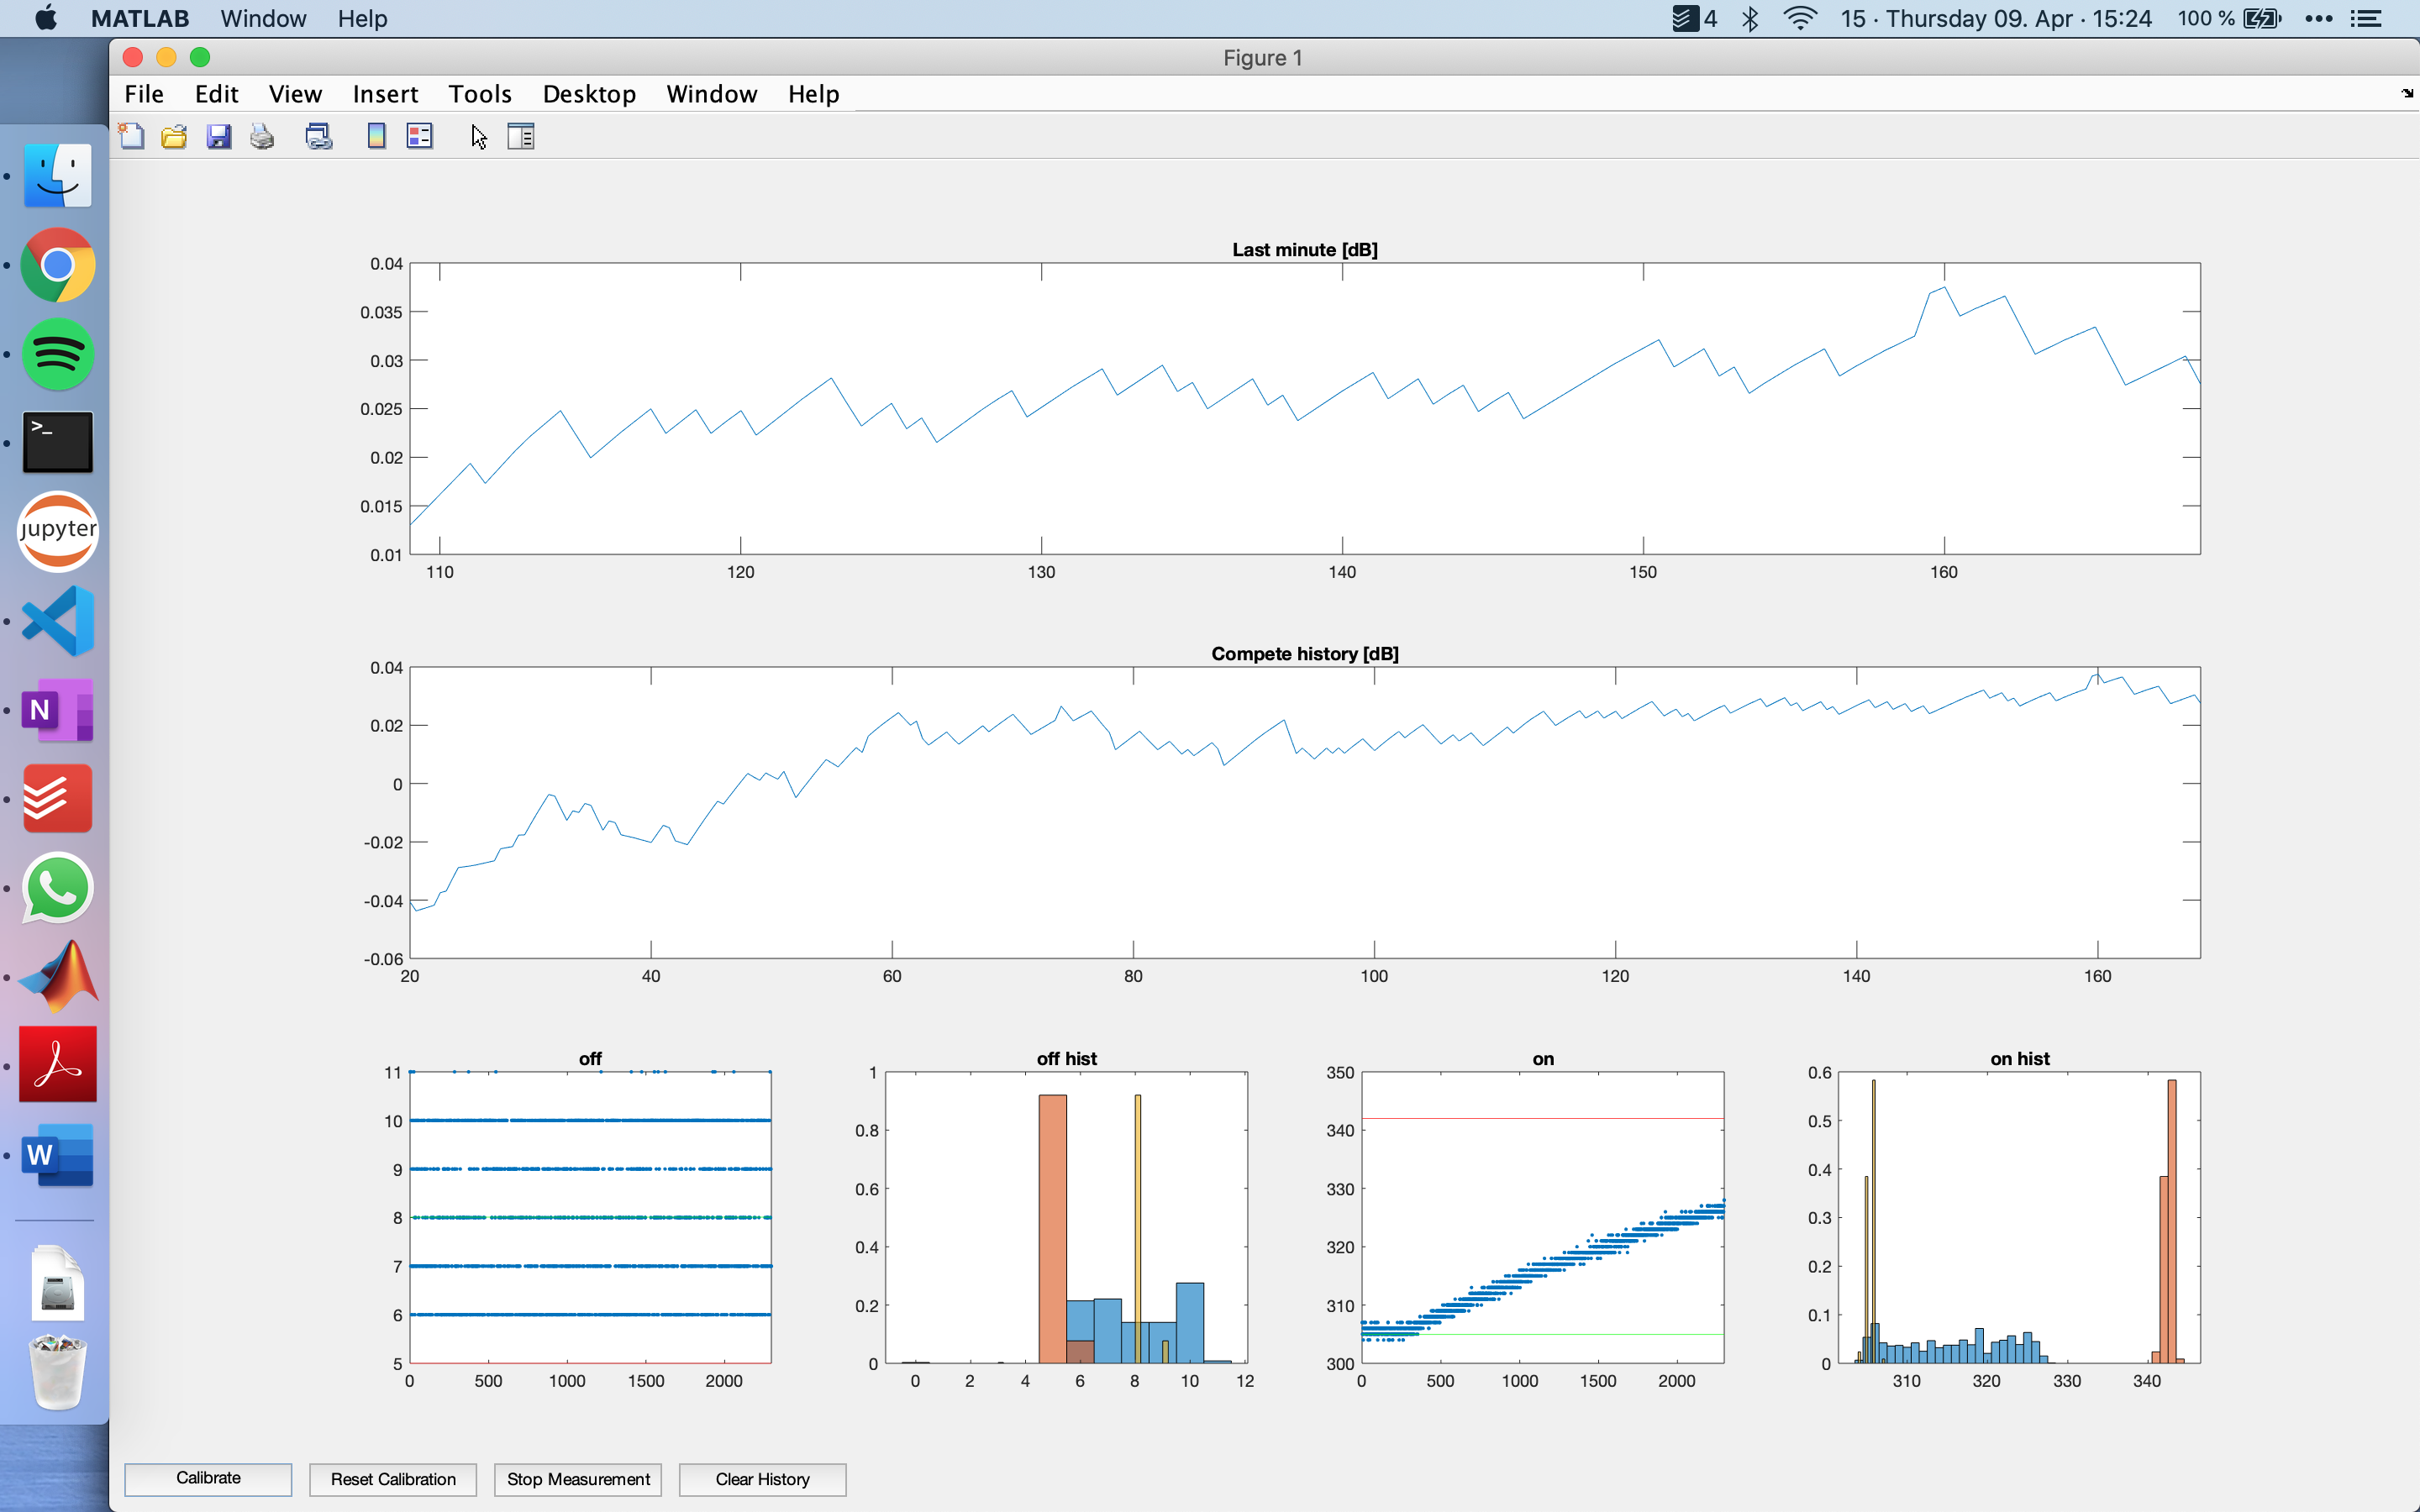 MATLAB Window Help 4 15 · Thursday 09. Apr · 15:24 100 %
Figure 1
File Edit View Insert Tools Desktop Window Help
>_
jupyter
N
W
Last minute [dB]
0.04
0.035
0.03
0.025
0.02
0.015
0.01
110 120 130 140 150 160
Compete history [dB]
0.04
0.02
0
-0.02
-0.04
-0.06
20 40 60 80 100 120 140 160
off
11
10
9
8
7
6
5
0 500 1000 1500 2000
off hist
1
0.8
0.6
0.4
0.2
0
0 2 4 6 8 10 12
on
350
340
330
320
310
300
0 500 1000 1500 2000
on hist
0.6
0.5
0.4
0.3
0.2
0.1
0
310 320 330 340
Calibrate Reset Calibration Stop Measurement Clear History